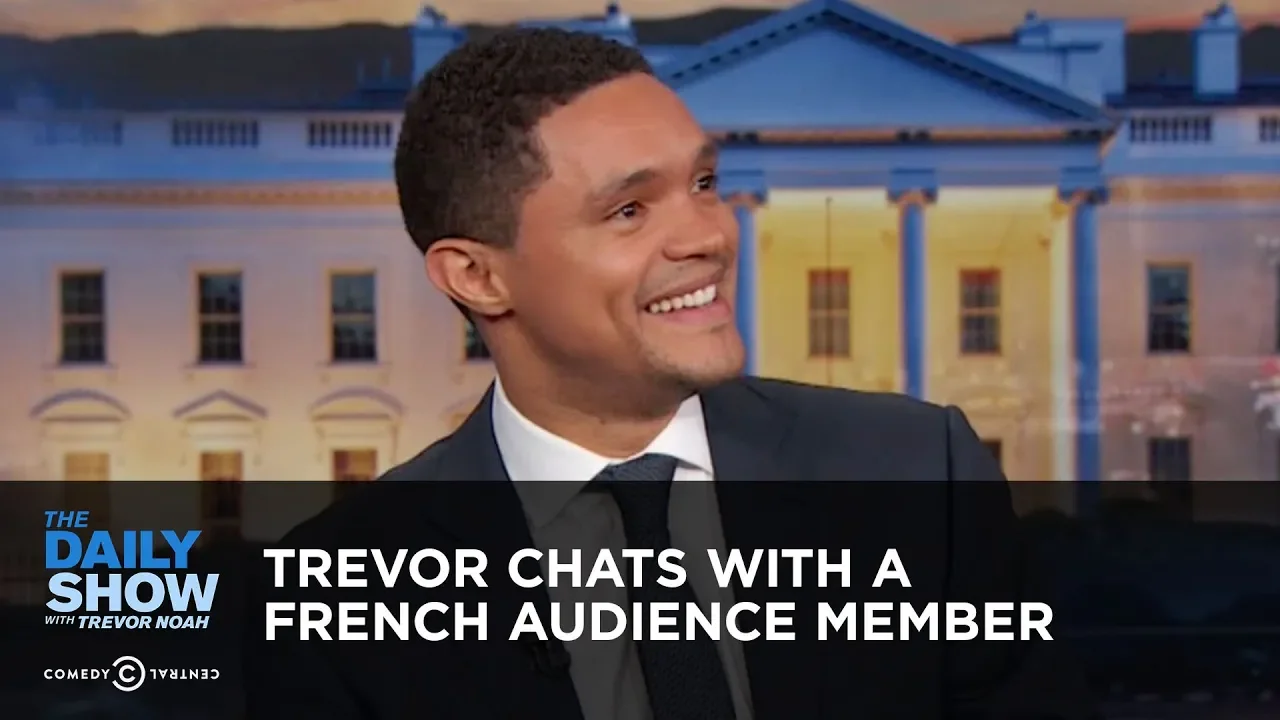 THE
DAILY
SHOW
WITH TREVOR NOAH
COMEDY C CENTRAL
TREVOR CHATS WITH A
FRENCH AUDIENCE MEMBER